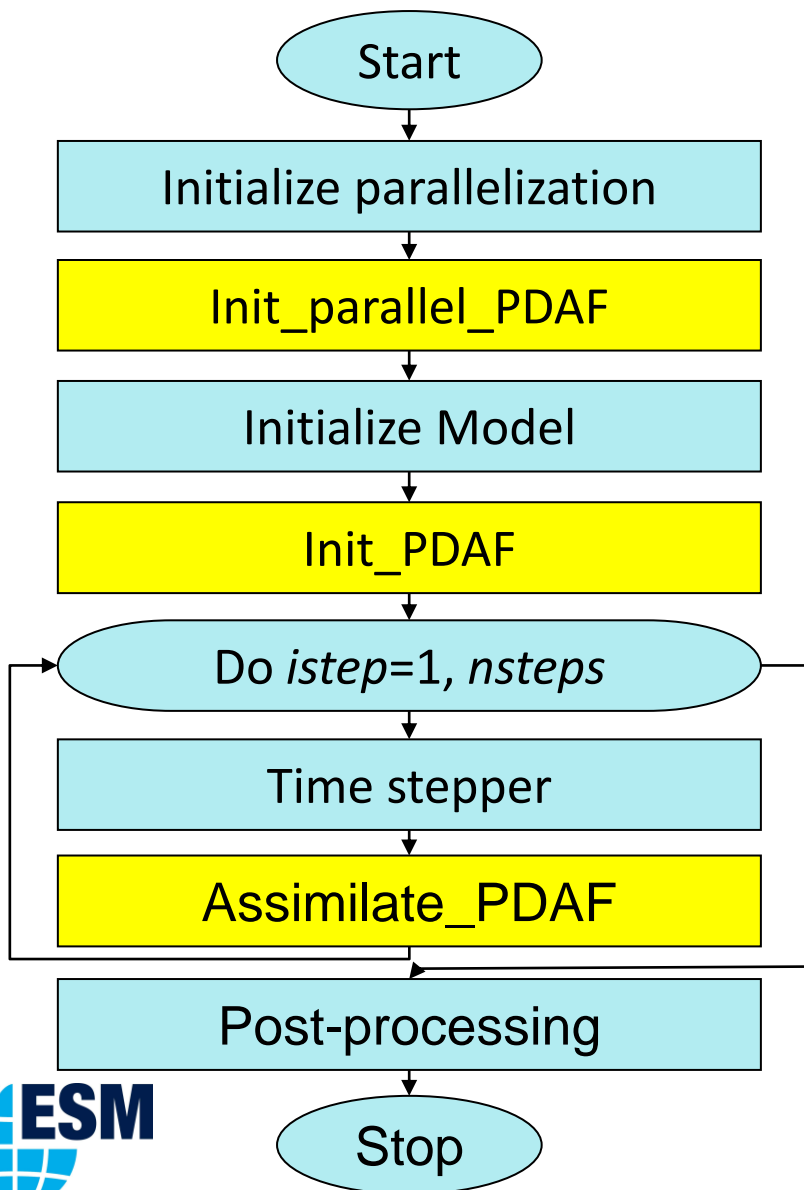 Start
Initialize parallelization
Init_parallel_PDAF
Initialize Model
Init_PDAF
Do istep=1, nsteps
Time stepper
Assimilate_PDAF
Post-processing
ESM
Stop